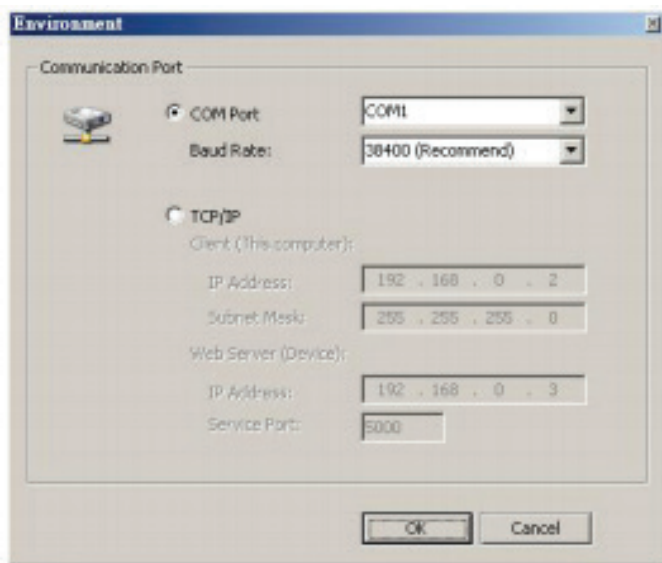 Environment
Communication Port
COM Port COM1
Baud Rate: 38400 (Recommend)
TCP/IP
Client (This computer):
IP Address: 192 . 168 . 0 . 2
Subnet Mask: 255 . 255 . 255 . 0
Web Server (Device):
IP Address: 192 . 168 . 0 . 3
Service Port: 5000
OK Cancel